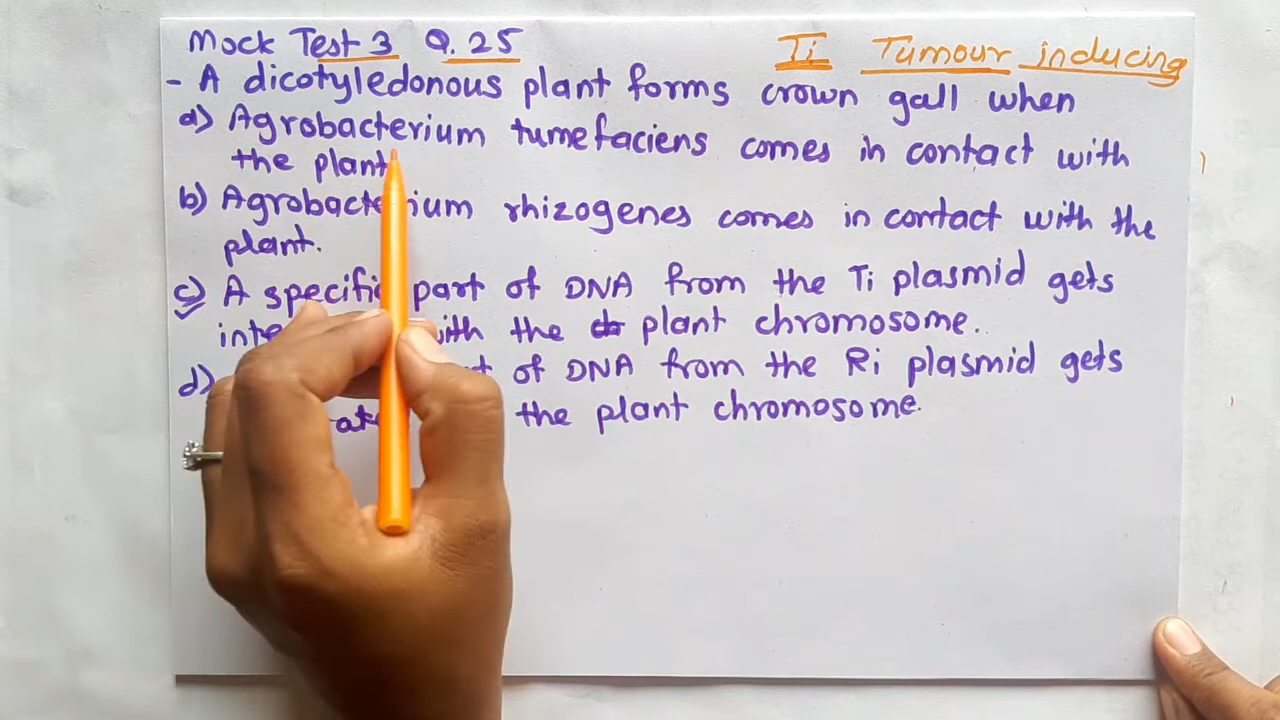 Mock Test 3 Q. 25 Ti Tumour inducing
- A dicotyledonous plant forms crown gall when
a) Agrobacterium tumefaciens comes in contact with
the plant
b) Agrobacterium rhizogenes comes in contact with the
plant.
c) A specific part of DNA from the Ti plasmid gets
with the plant chromosome.
d) of DNA from the Ri plasmid gets
the plant chromosome.